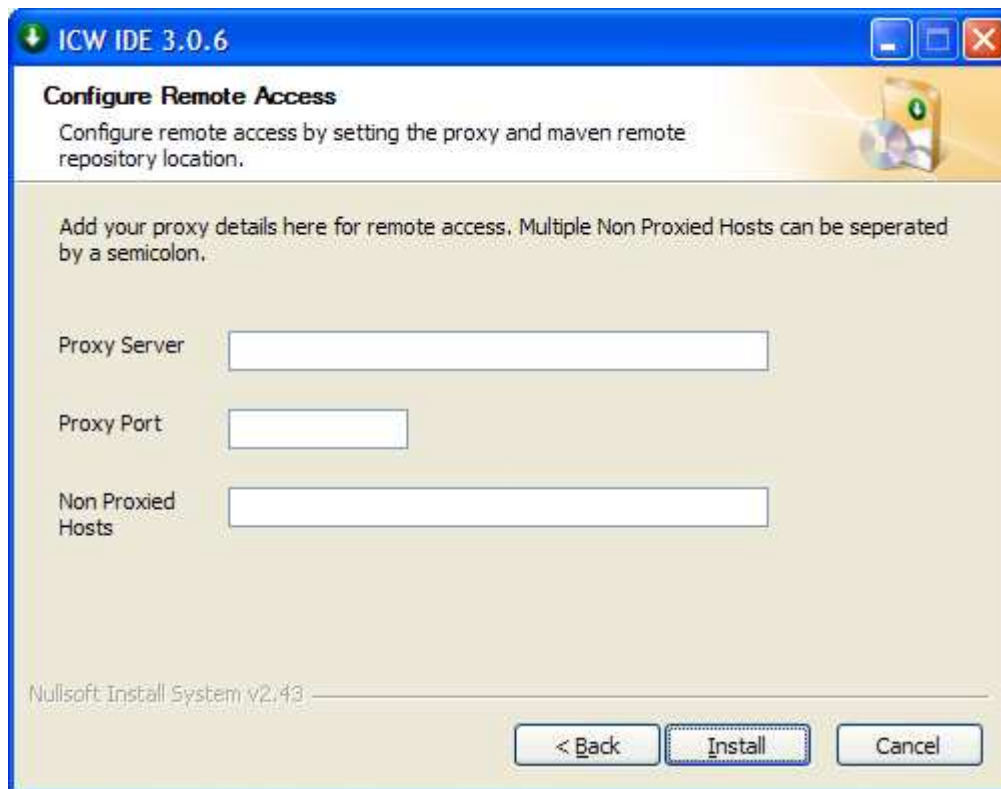 ICW IDE 3.0.6
Configure Remote Access
Configure remote access by setting the proxy and maven remote
repository location.
Add your proxy details here for remote access. Multiple Non Proxied Hosts can be seperated
by a semicolon.
Proxy Server
Proxy Port
Non Proxied
Hosts
Nullsoft Install System v2.43
< Back
Install
Cancel